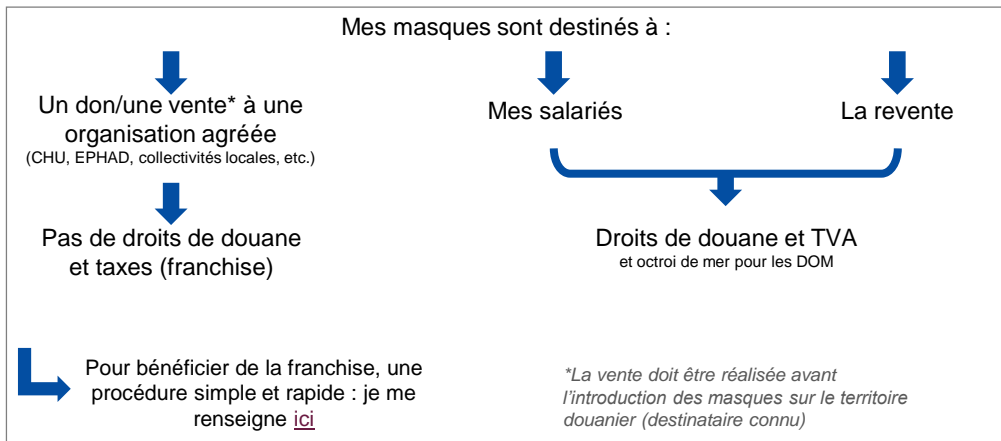 Mes masques sont destinés à :
Un don/une vente* à une
organisation agréée
(CHU, EPHAD, collectivités locales, etc.)
Mes salariés
La revente
Pas de droits de douane
et taxes (franchise)
Droits de douane et TVA
et octroi de mer pour les DOM
Pour bénéficier de la franchise, une
procédure simple et rapide : je me
renseigne ici
*La vente doit être réalisée avant
l'introduction des masques sur le territoire
douanier (destinataire connu)